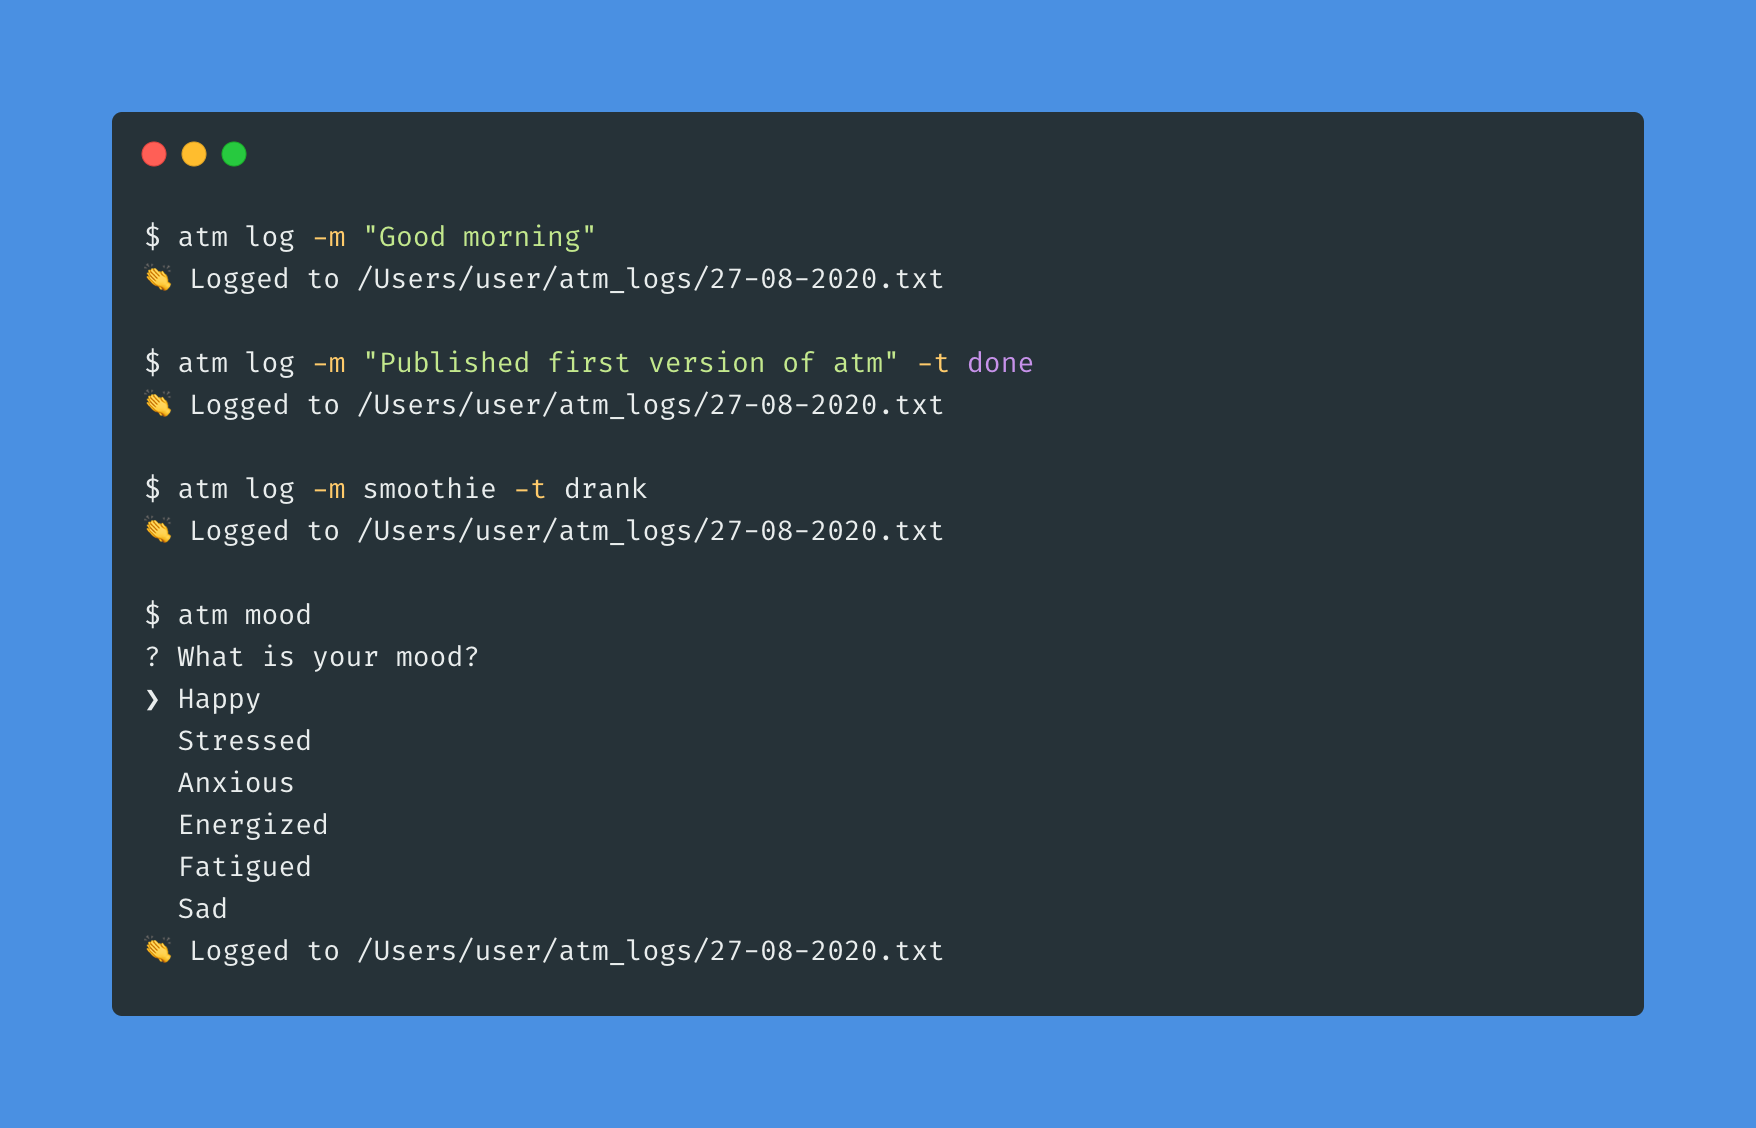 $ atm log -m "Good morning"
👏 Logged to /Users/user/atm_logs/27-08-2020.txt
$ atm log -m "Published first version of atm" -t done
👏 Logged to /Users/user/atm_logs/27-08-2020.txt
$ atm log -m smoothie -t drank
👏 Logged to /Users/user/atm_logs/27-08-2020.txt
$ atm mood
? What is your mood?
❯ Happy
Stressed
Anxious
Energized
Fatigued
Sad
👏 Logged to /Users/user/atm_logs/27-08-2020.txt